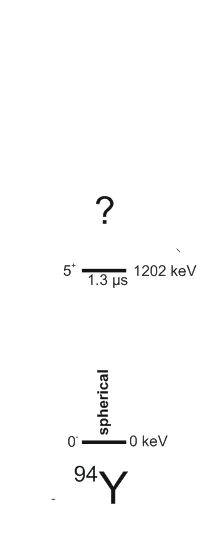 ?
5⁺ 1202 keV
1.3 µs
spherical
0⁻ 0 keV
⁹⁴Y